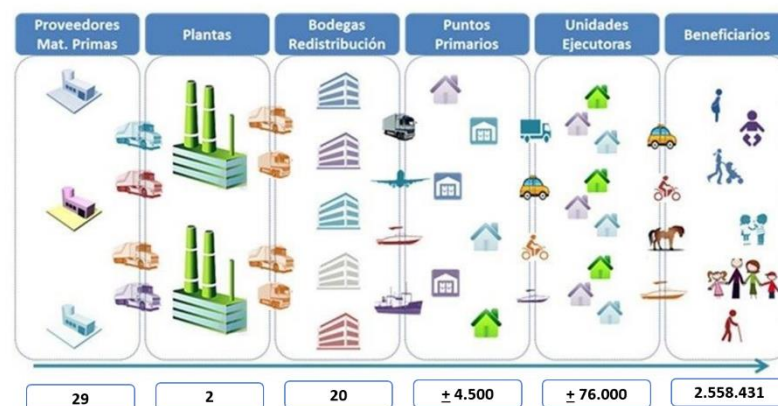 Proveedores
Mat. Primas
Plantas
Bodegas
Redistribución
Puntos
Primarios
Unidades
Ejecutoras
Beneficiarios
29
2
20
± 4.500
± 76.000
2.558.431